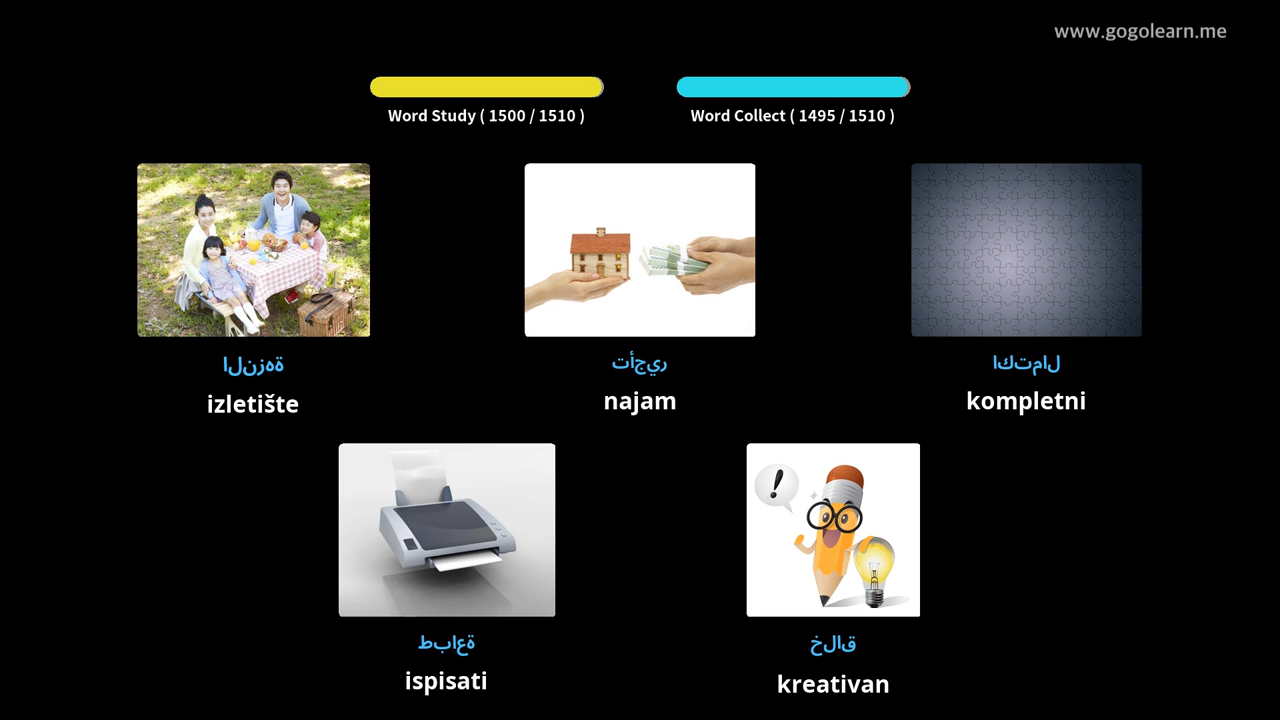 www.gogolearn.me
Word Study ( 1500 / 1510 )
Word Collect ( 1495 / 1510 )
النزهة
تأجير
اكتمال
izletište
najam
kompletni
طباعة
خلاق
ispisati
kreativan